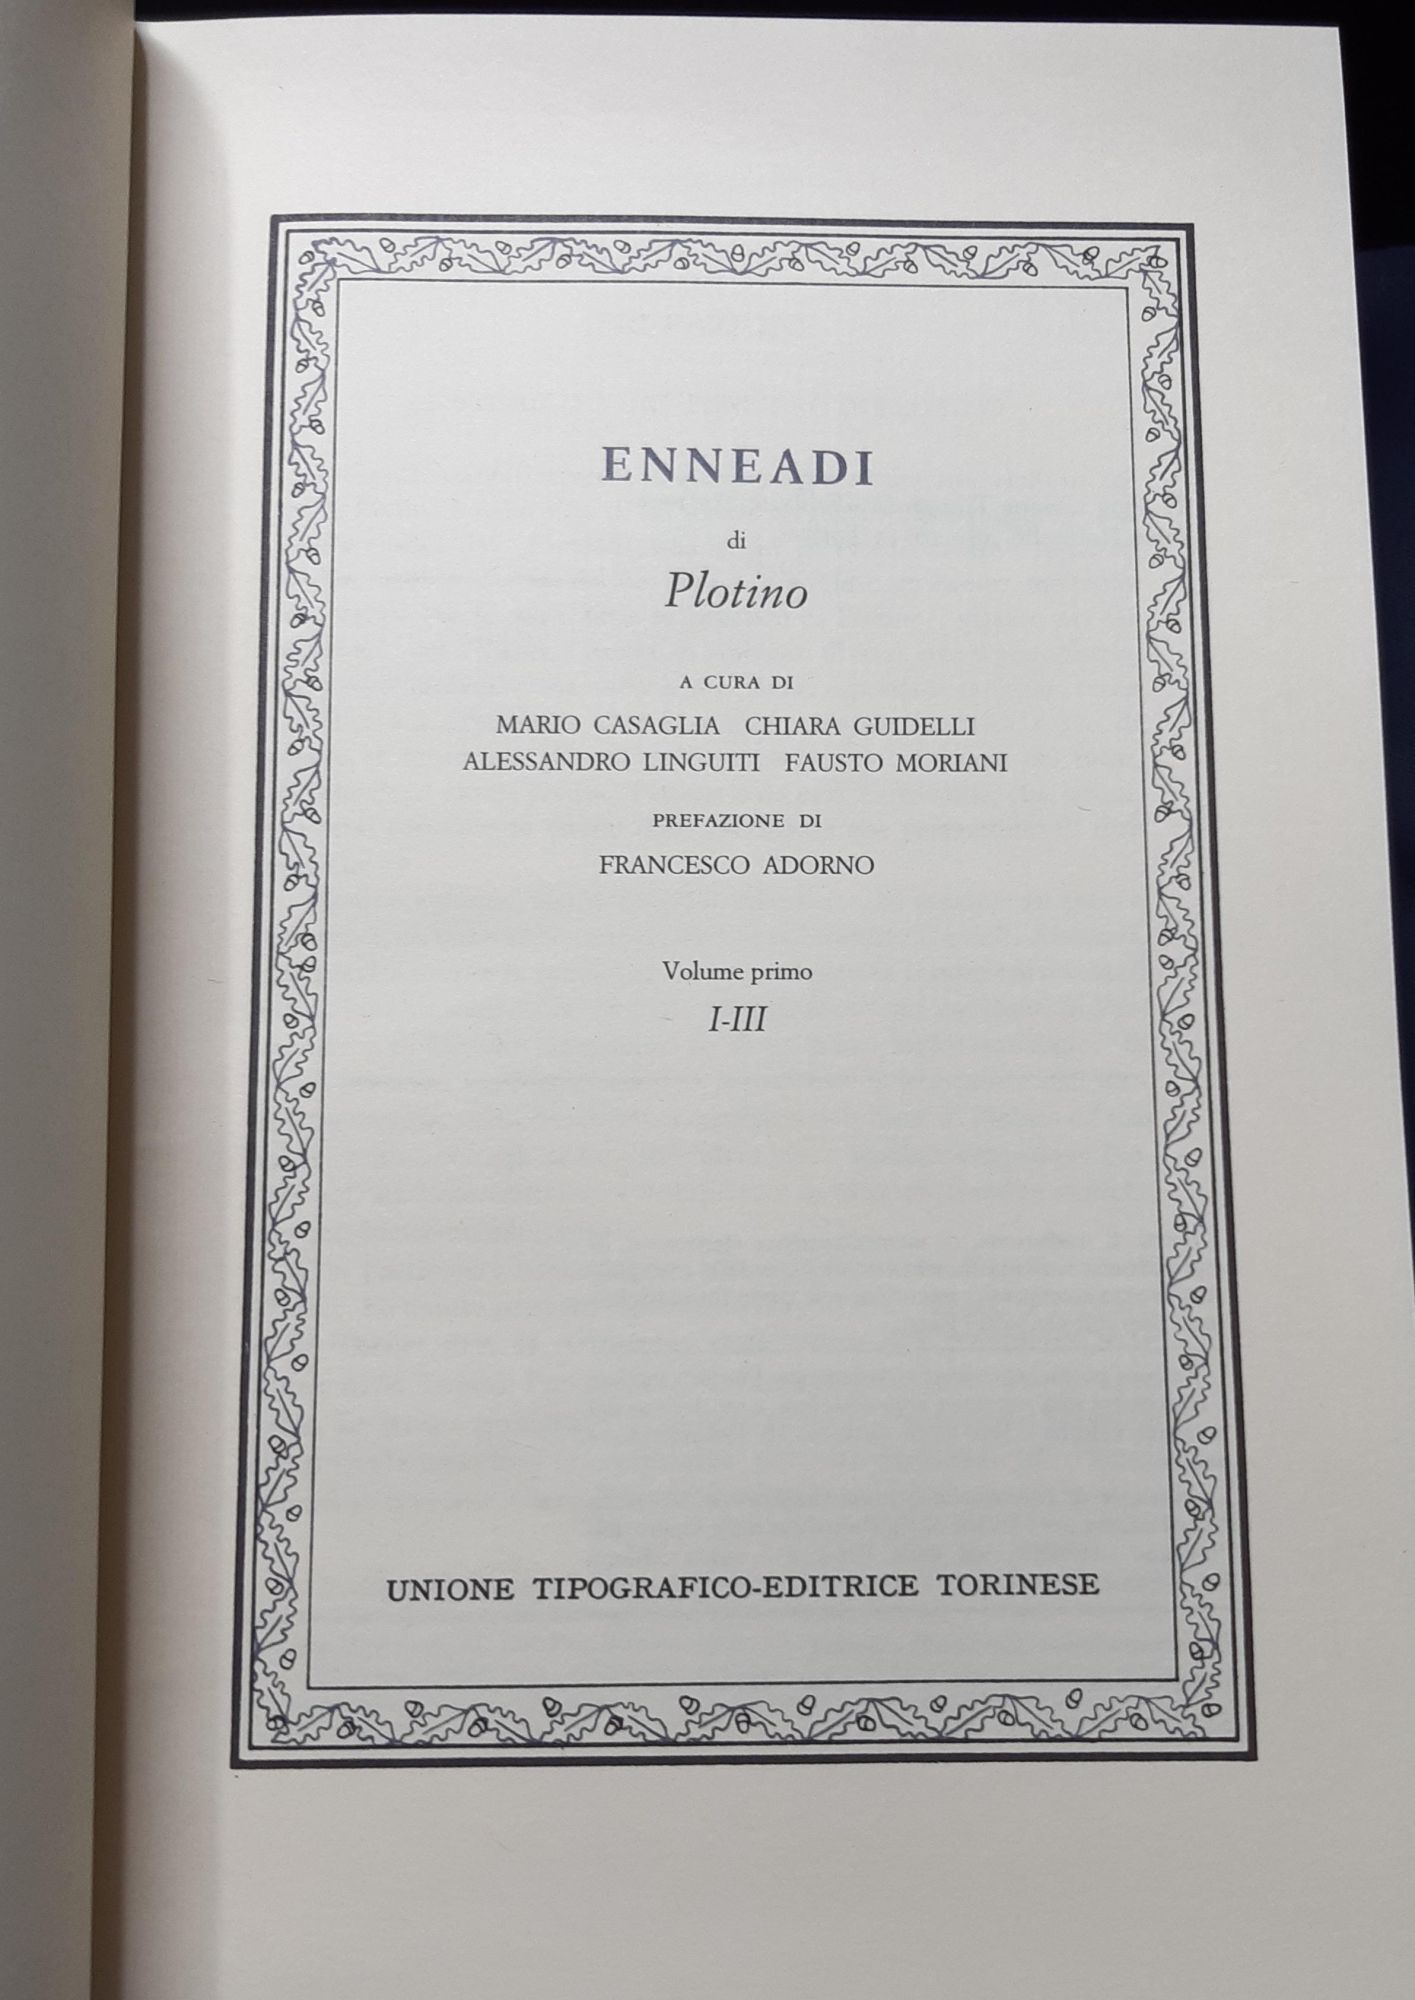 ENNEADI
di
Plotino
A CURA DI
MARIO CASAGLIA CHIARA GUIDELLI
ALESSANDRO LINGUITI FAUSTO MORIANI
PREFAZIONE DI
FRANCESCO ADORNO
Volume primo
I-III
UNIONE TIPOGRAFICO-EDITRICE TORINESE